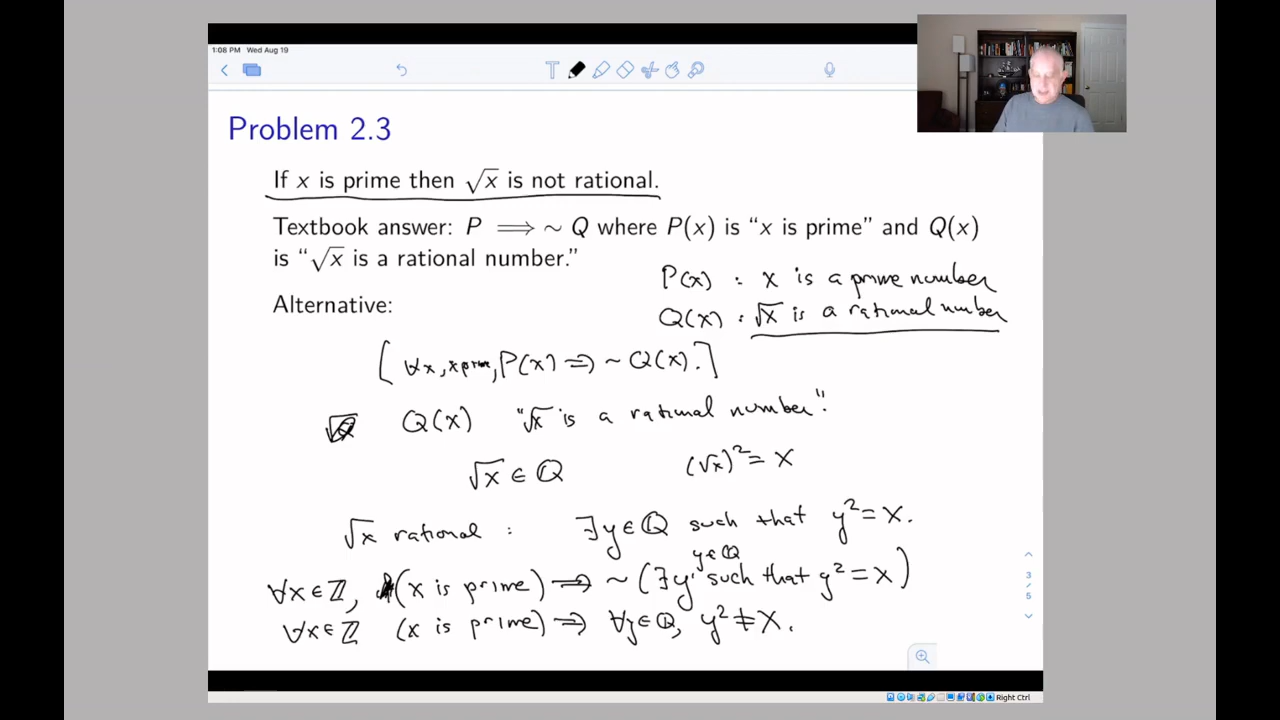 1:08 PM Wed Aug 19
Problem 2.3
If x is prime then √x is not rational.
Textbook answer: P ⟹ ∼ Q where P(x) is “x is prime” and Q(x)
is “√x is a rational number.”
P(x) : x is a prime number
Alternative:
Q(x) : √x is a rational number
[ ∀x, x prime, P(x) ⟹ ∼ Q(x). ]
Q(x) "√x is a rational number".
√x ∈ ℚ (√x)² = x
√x rational : ∃y ∈ ℚ such that y² = x.
y ∈ ℚ
∀x ∈ ℤ, (x is prime) ⟹ ∼ (∃y such that y² = x)
∀x ∈ ℤ (x is prime) ⟹ ∀y ∈ ℚ, y² ≠ x.
3
/
5
Right Ctrl